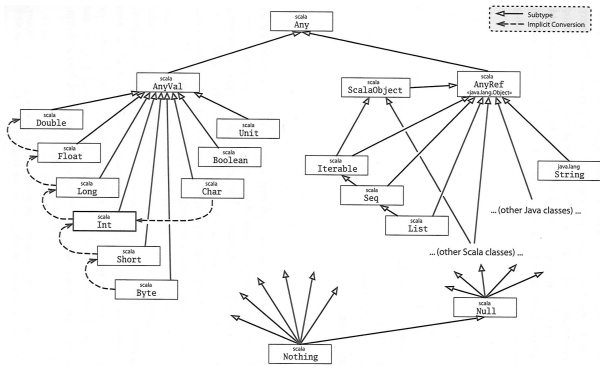 scala
Any
Subtype
Implicit Conversion
scala
AnyVal
scala
ScalaObject
scala
AnyRef
<java.lang.Object>
scala
Double
scala
Unit
scala
Float
scala
Boolean
scala
Iterable
java.lang
String
scala
Long
scala
Char
scala
Seq
scala
Int
scala
List
... (other Java classes) ...
scala
Short
... (other Scala classes) ...
scala
Byte
scala
Null
scala
Nothing